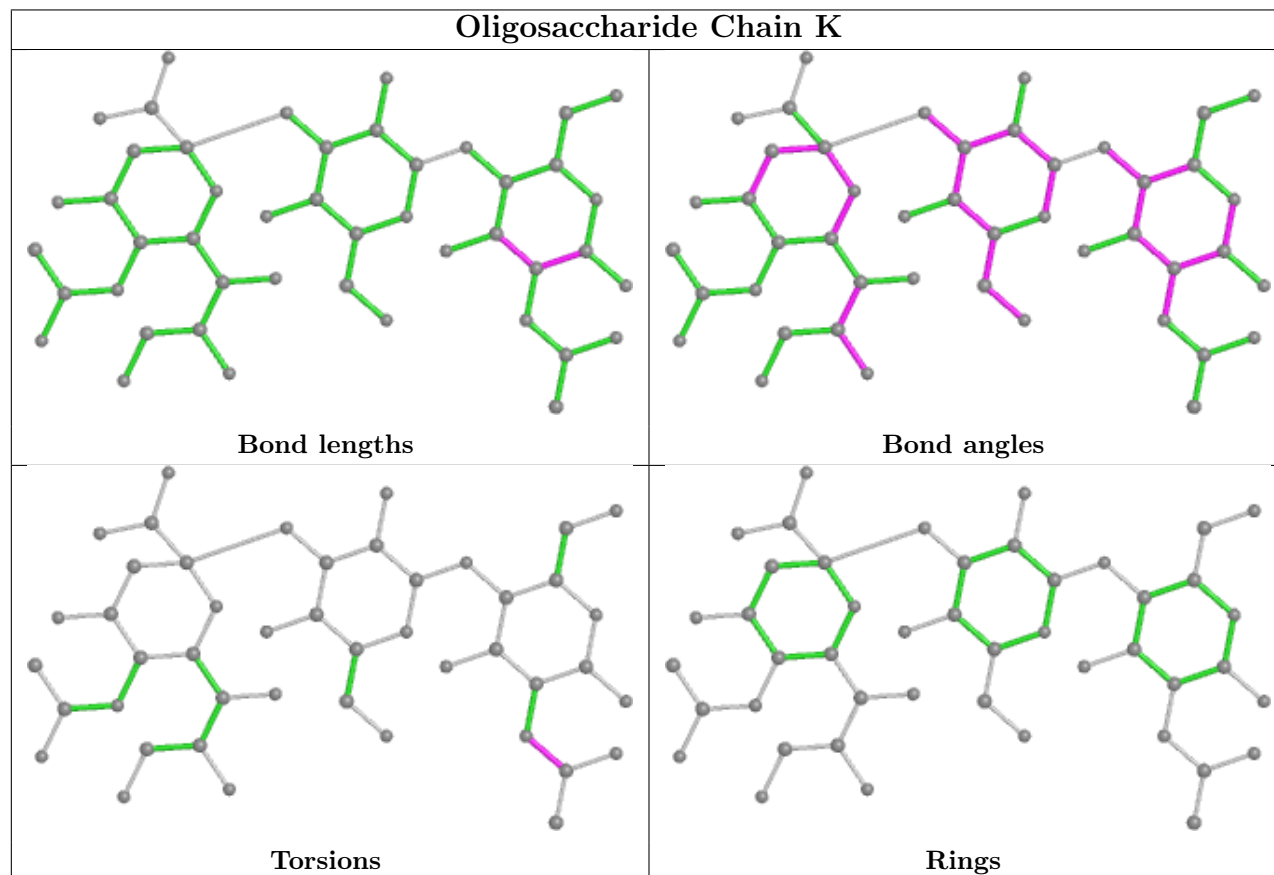 Oligosaccharide Chain K
Bond lengths
Bond angles
Torsions
Rings